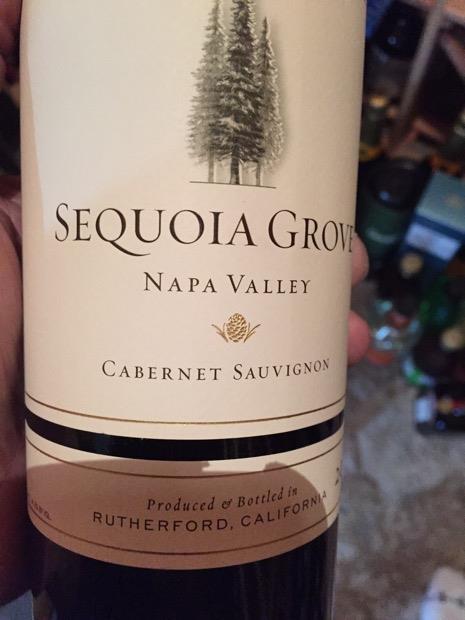 SEQUOIA GROVE
NAPA VALLEY
CABERNET SAUVIGNON
Produced & Bottled in
RUTHERFORD, CALIFORNIA